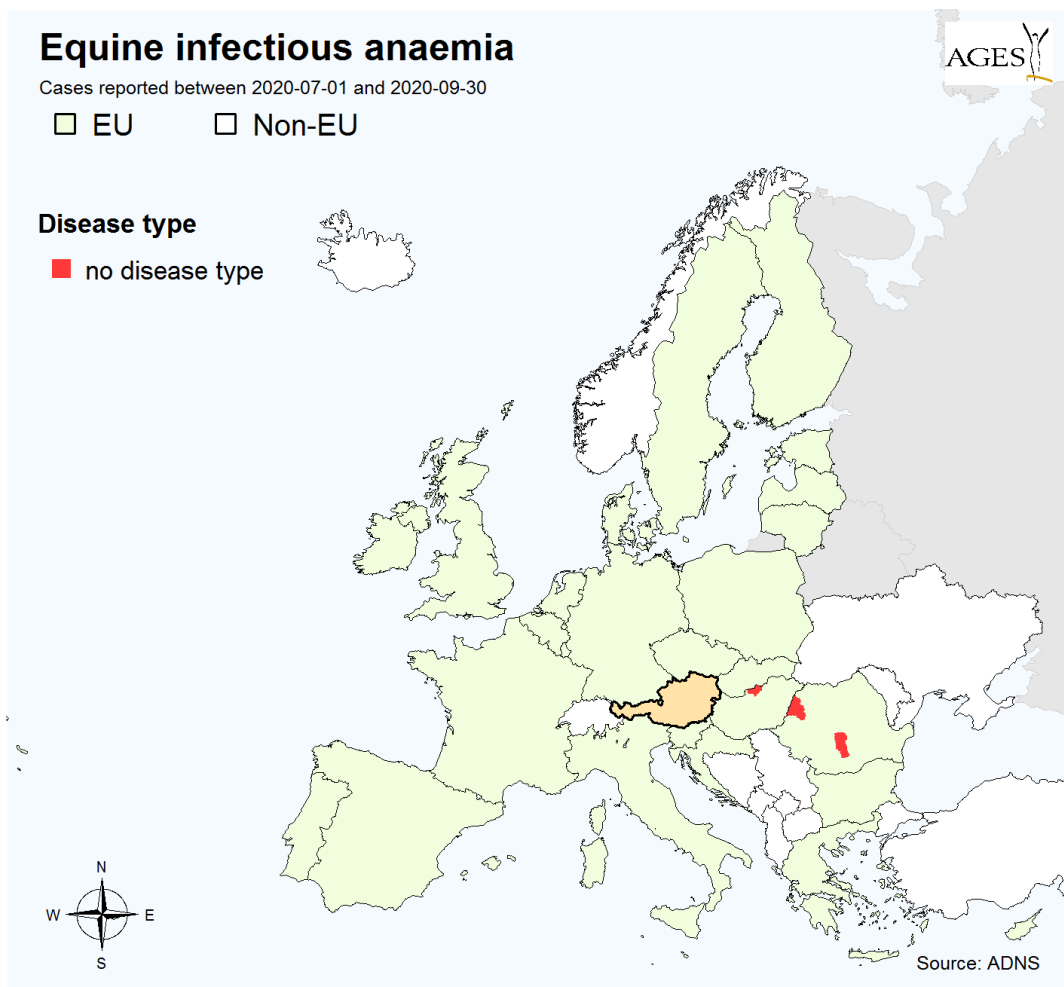 Equine infectious anaemia
Cases reported between 2020-07-01 and 2020-09-30
EU
Non-EU
AGES
Disease type
no disease type
N
W
E
S
Source: ADNS